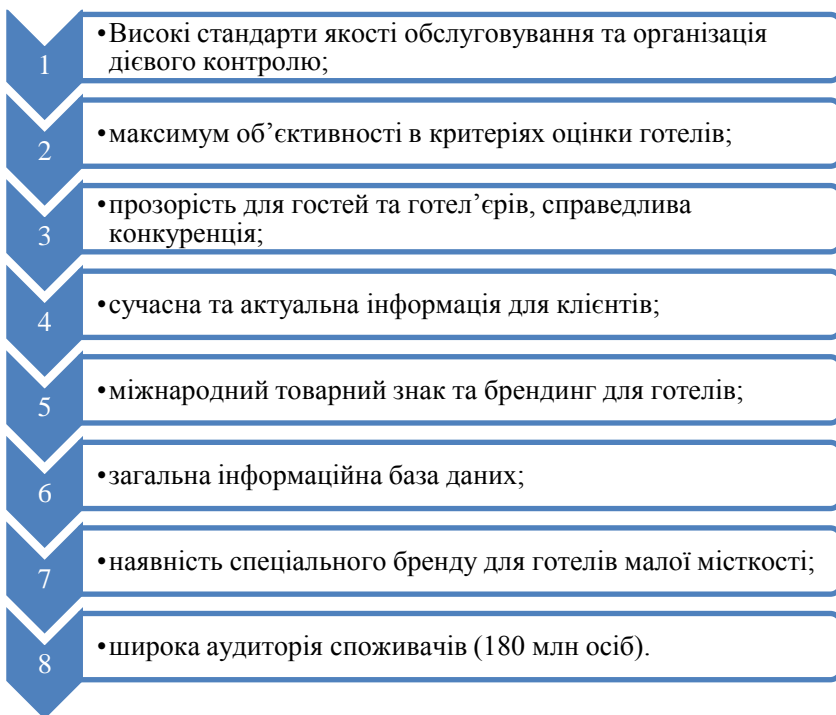 1
•Високі стандарти якості обслуговування та організація
дієвого контролю;
2
•максимум об’єктивності в критеріях оцінки готелів;
3
•прозорість для гостей та готел’єрів, справедлива
конкуренція;
4
•сучасна та актуальна інформація для клієнтів;
5
•міжнародний товарний знак та брендинг для готелів;
6
•загальна інформаційна база даних;
7
•наявність спеціального бренду для готелів малої місткості;
8
•широка аудиторія споживачів (180 млн осіб).